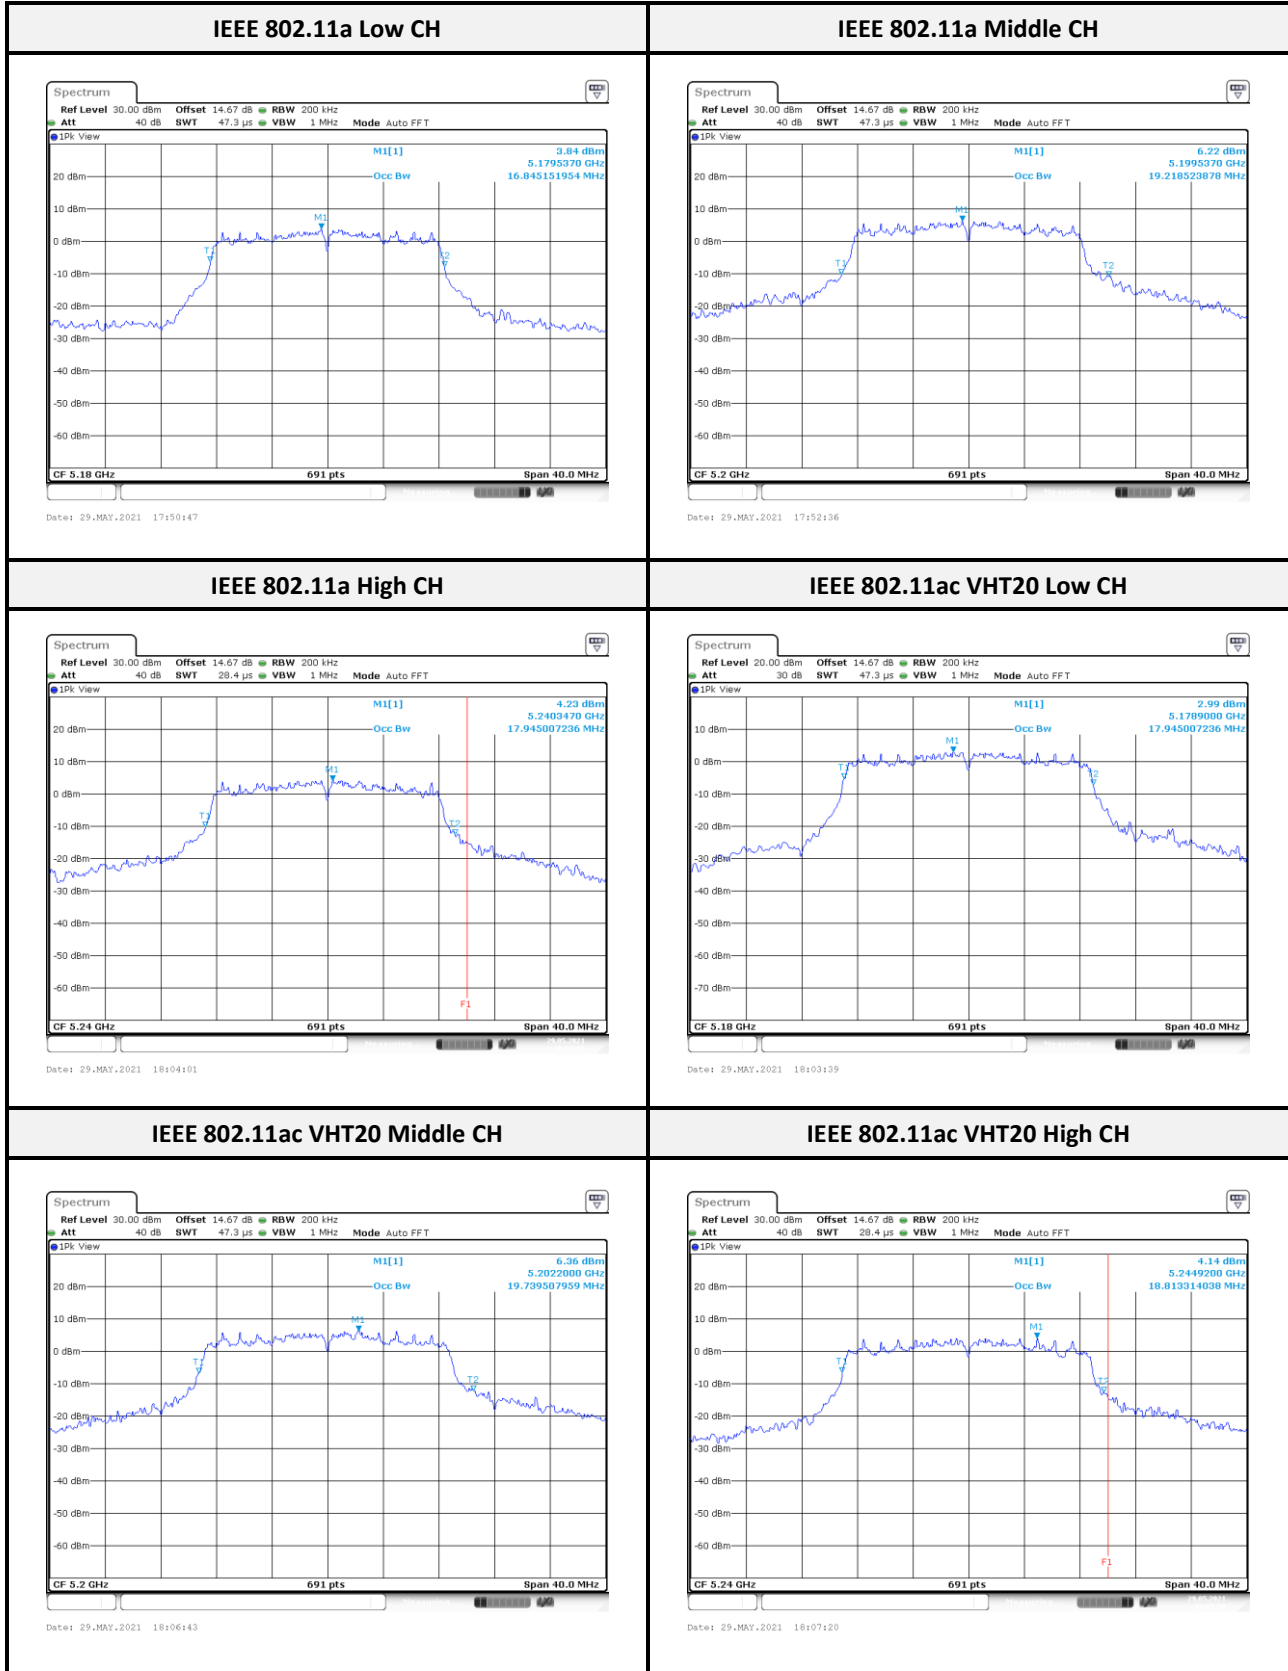 IEEE 802.11a Low CH
Spectrum
Ref Level 30.00 dBm Offset 14.67 dB RBW 200 kHz
Att 40 dB SWT 47.3 µs VBW 1 MHz Mode Auto FFT
1Pk View
M1[1] 3.84 dBm
5.1795370 GHz
20 dBm Occ Bw 16.845151954 MHz
10 dBm
M1
0 dBm
T1
T2
-10 dBm
-20 dBm
-30 dBm
-40 dBm
-50 dBm
-60 dBm
CF 5.18 GHz 691 pts Span 40.0 MHz
Date: 29.MAY.2021 17:50:47
IEEE 802.11a Middle CH
Spectrum
Ref Level 30.00 dBm Offset 14.67 dB RBW 200 kHz
Att 40 dB SWT 47.3 µs VBW 1 MHz Mode Auto FFT
1Pk View
M1[1] 6.22 dBm
5.1995370 GHz
20 dBm Occ Bw 19.218523878 MHz
10 dBm
M1
0 dBm
T1
T2
-10 dBm
-20 dBm
-30 dBm
-40 dBm
-50 dBm
-60 dBm
CF 5.2 GHz 691 pts Span 40.0 MHz
Date: 29.MAY.2021 17:52:36
IEEE 802.11a High CH
Spectrum
Ref Level 30.00 dBm Offset 14.67 dB RBW 200 kHz
Att 40 dB SWT 28.4 µs VBW 1 MHz Mode Auto FFT
1Pk View
M1[1] 4.23 dBm
5.2403470 GHz
20 dBm Occ Bw 17.945007236 MHz
10 dBm
M1
0 dBm
T1
T2
-10 dBm
-20 dBm
-30 dBm
-40 dBm
-50 dBm
-60 dBm
F1
CF 5.24 GHz 691 pts Span 40.0 MHz
Date: 29.MAY.2021 18:04:01
IEEE 802.11ac VHT20 Low CH
Spectrum
Ref Level 20.00 dBm Offset 14.67 dB RBW 200 kHz
Att 30 dB SWT 47.3 µs VBW 1 MHz Mode Auto FFT
1Pk View
M1[1] 2.99 dBm
5.1789000 GHz
10 dBm Occ Bw 17.945007236 MHz
M1
0 dBm
T1
T2
-10 dBm
-20 dBm
-30 dBm
-40 dBm
-50 dBm
-60 dBm
-70 dBm
CF 5.18 GHz 691 pts Span 40.0 MHz
Date: 29.MAY.2021 18:03:39
IEEE 802.11ac VHT20 Middle CH
Spectrum
Ref Level 30.00 dBm Offset 14.67 dB RBW 200 kHz
Att 40 dB SWT 47.3 µs VBW 1 MHz Mode Auto FFT
1Pk View
M1[1] 6.36 dBm
5.2022000 GHz
20 dBm Occ Bw 19.739507959 MHz
10 dBm
M1
0 dBm
T1
T2
-10 dBm
-20 dBm
-30 dBm
-40 dBm
-50 dBm
-60 dBm
CF 5.2 GHz 691 pts Span 40.0 MHz
Date: 29.MAY.2021 18:06:43
IEEE 802.11ac VHT20 High CH
Spectrum
Ref Level 30.00 dBm Offset 14.67 dB RBW 200 kHz
Att 40 dB SWT 28.4 µs VBW 1 MHz Mode Auto FFT
1Pk View
M1[1] 4.14 dBm
5.2449200 GHz
20 dBm Occ Bw 18.813314038 MHz
10 dBm
M1
0 dBm
T1
T2
-10 dBm
-20 dBm
-30 dBm
-40 dBm
-50 dBm
-60 dBm
F1
CF 5.24 GHz 691 pts Span 40.0 MHz
Date: 29.MAY.2021 18:07:20